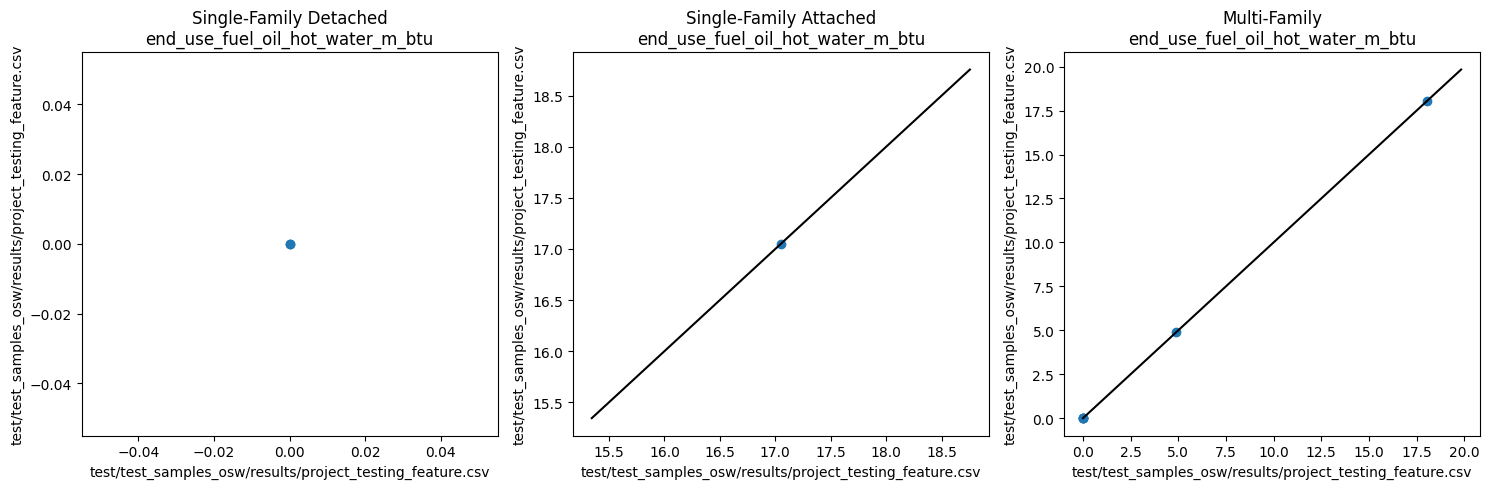 Single-Family Detached
end_use_fuel_oil_hot_water_m_btu
test/test_samples_osw/results/project_testing_feature.csv
0.04
0.02
0.00
−0.02
−0.04
−0.04 −0.02 0.00 0.02 0.04
test/test_samples_osw/results/project_testing_feature.csv
Single-Family Attached
end_use_fuel_oil_hot_water_m_btu
test/test_samples_osw/results/project_testing_feature.csv
18.5
18.0
17.5
17.0
16.5
16.0
15.5
15.5 16.0 16.5 17.0 17.5 18.0 18.5
test/test_samples_osw/results/project_testing_feature.csv
Multi-Family
end_use_fuel_oil_hot_water_m_btu
test/test_samples_osw/results/project_testing_feature.csv
20.0
17.5
15.0
12.5
10.0
7.5
5.0
2.5
0.0
0.0 2.5 5.0 7.5 10.0 12.5 15.0 17.5 20.0
test/test_samples_osw/results/project_testing_feature.csv